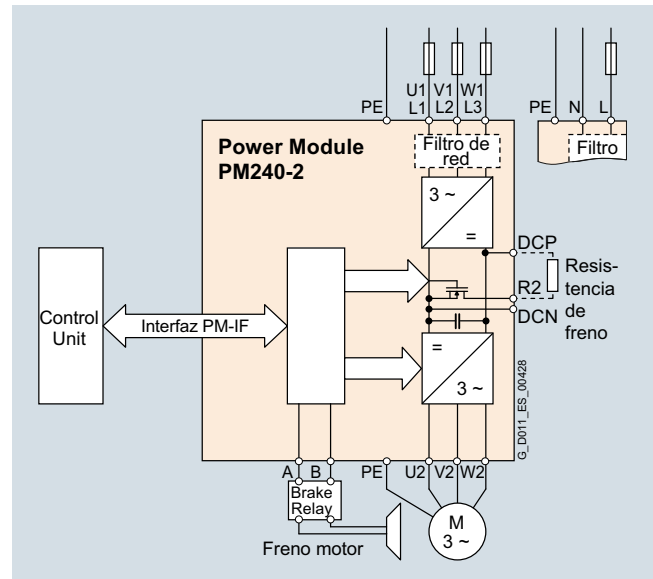 U1 V1 W1
PE L1 L2 L3
PE N L
Power Module
PM240-2
Filtro de
red
Filtro
3 ~
=
DCP
R2
DCN
Resis-
tencia
de
freno
Control
Unit
Interfaz PM-IF
=
3 ~
G_D011_ES_00428
A B PE U2 V2 W2
Brake
Relay
M
3 ~
Freno motor